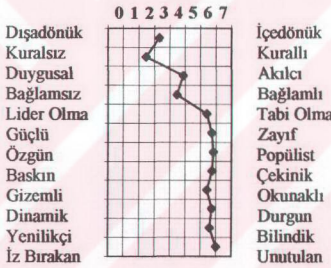 0 1 2 3 4 5 6 7
Dışadönük İçedönük
Kuralsız Kurallı
Duygusal Akılcı
Bağlamsız Bağlamlı
Lider Olma Tabi Olma
Güçlü Zayıf
Özgün Popülist
Baskın Çekinik
Gizemli Okunaklı
Dinamik Durgun
Yenilikçi Bilindik
İz Bırakan Unutulan